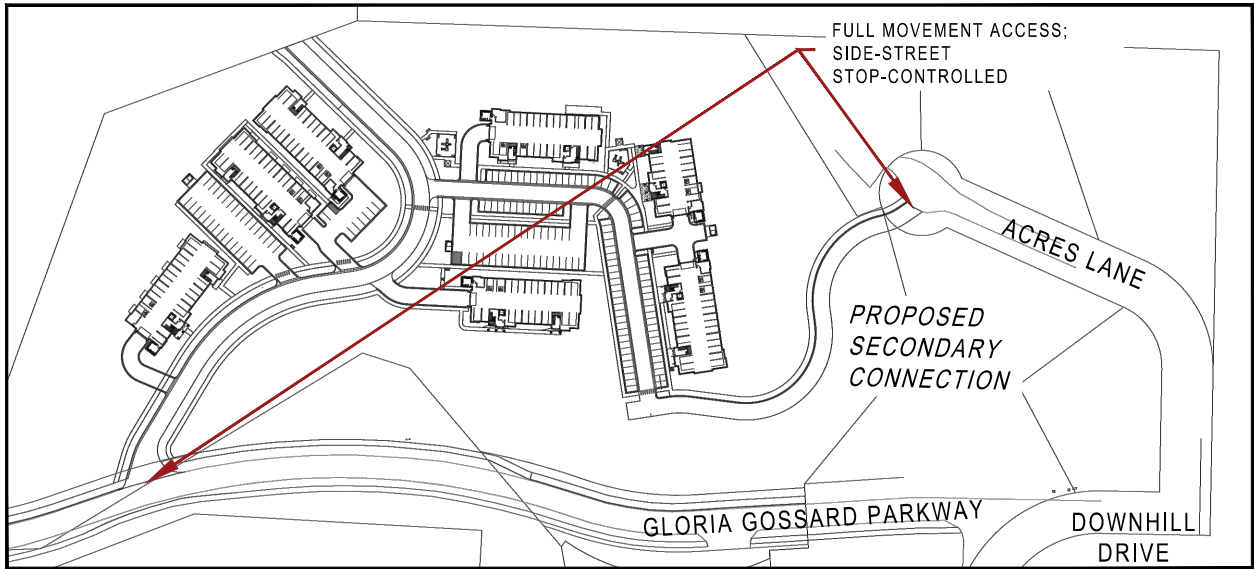 FULL MOVEMENT ACCESS;
SIDE-STREET
STOP-CONTROLLED
ACRES LANE
PROPOSED
SECONDARY
CONNECTION
GLORIA GOSSARD PARKWAY
DOWNHILL
DRIVE